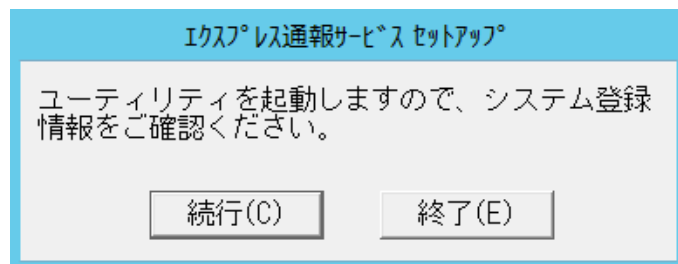 ｴｸｽﾌﾟﾚｽ通報ｻｰﾋﾞｽ ｾｯﾄｱｯﾌﾟ
ユーティリティを起動しますので、システム登録
情報をご確認ください。
続行(C) 終了(E)